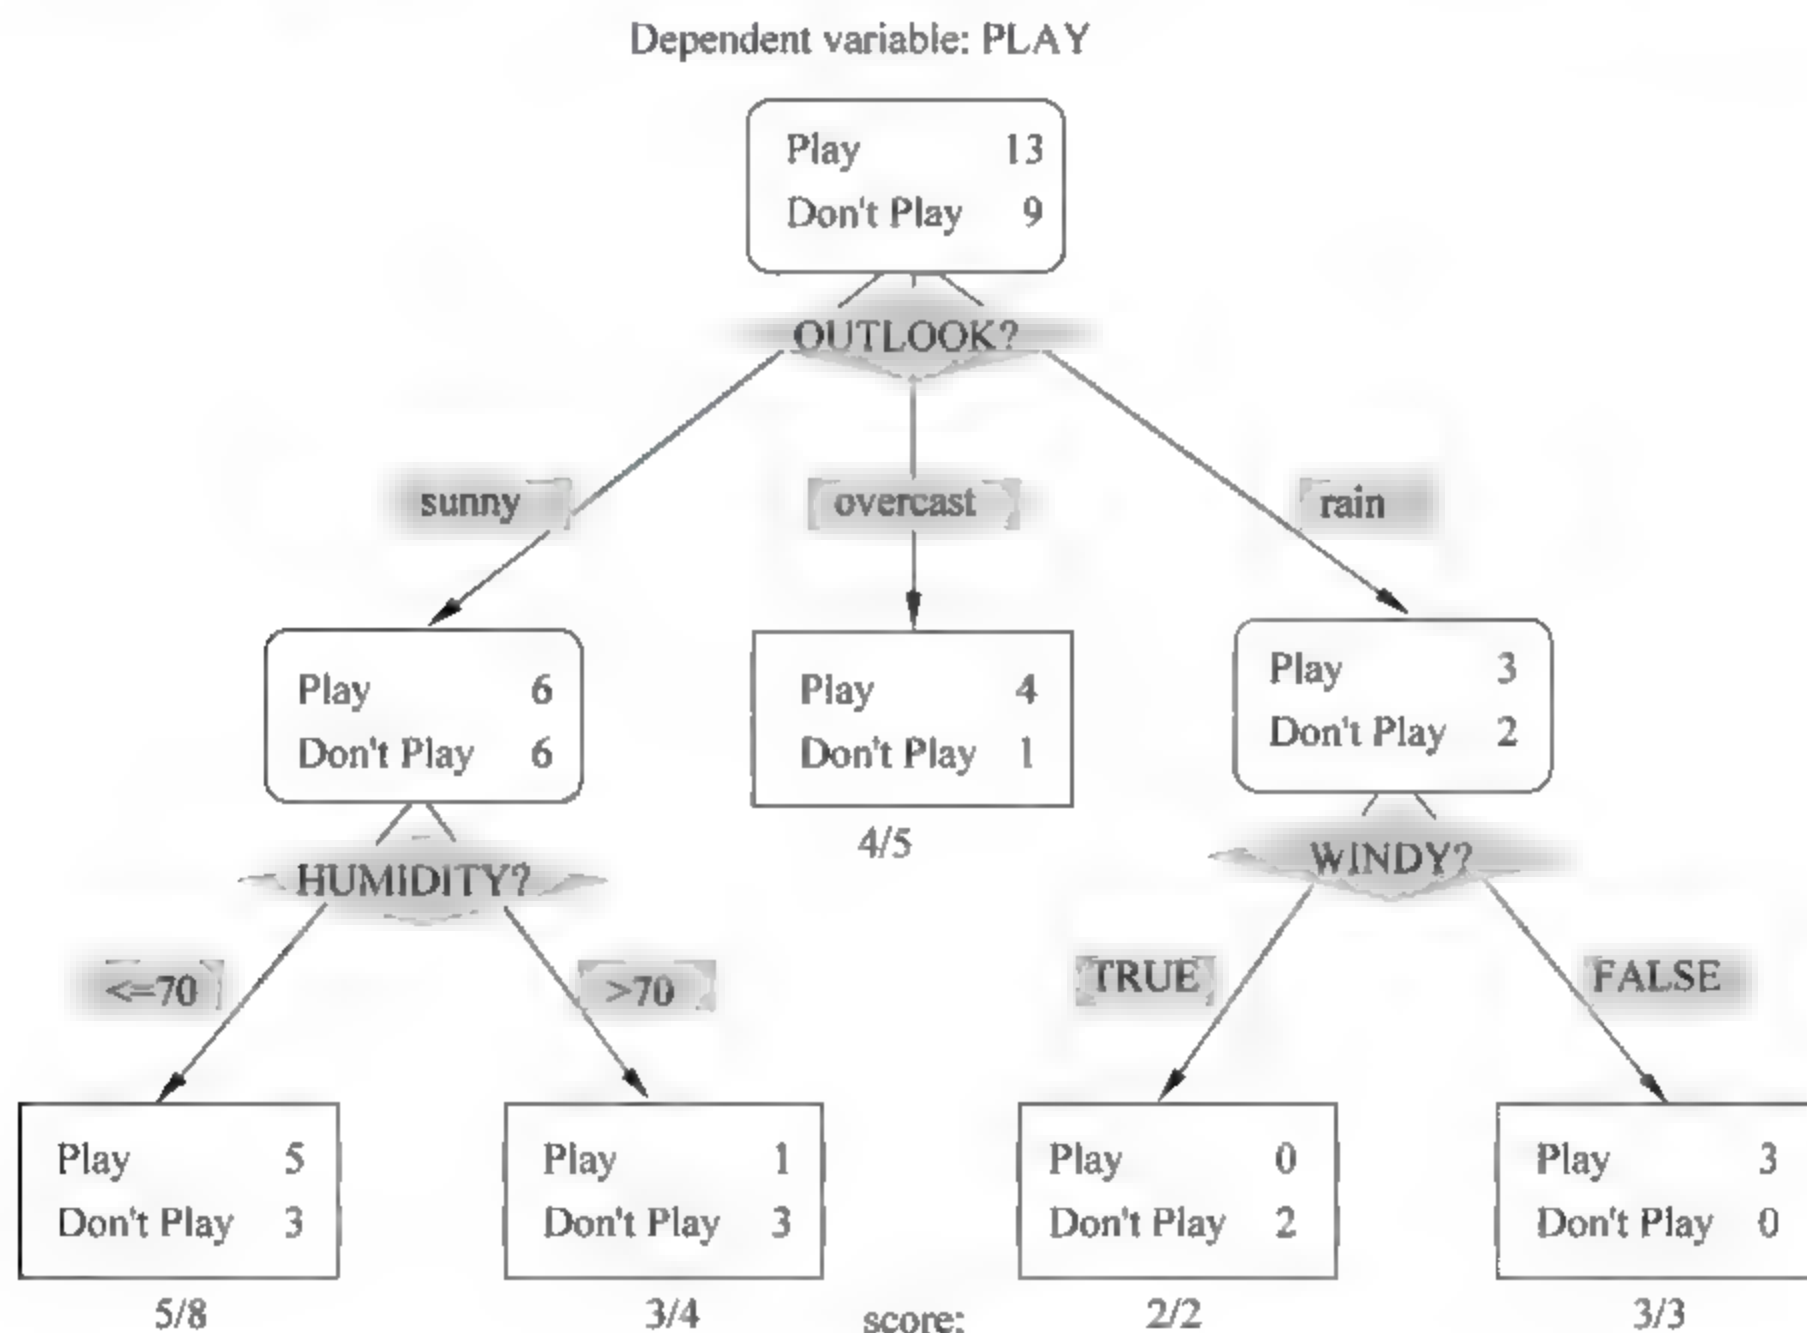 Dependent variable: PLAY
Play 13
Don't Play 9
OUTLOOK?
sunny
overcast
rain
Play 6
Don't Play 6
Play 4
Don't Play 1
4/5
Play 3
Don't Play 2
HUMIDITY?
WINDY?
<=70
>70
TRUE
FALSE
Play 5
Don't Play 3
5/8
Play 1
Don't Play 3
3/4
score:
Play 0
Don't Play 2
2/2
Play 3
Don't Play 0
3/3